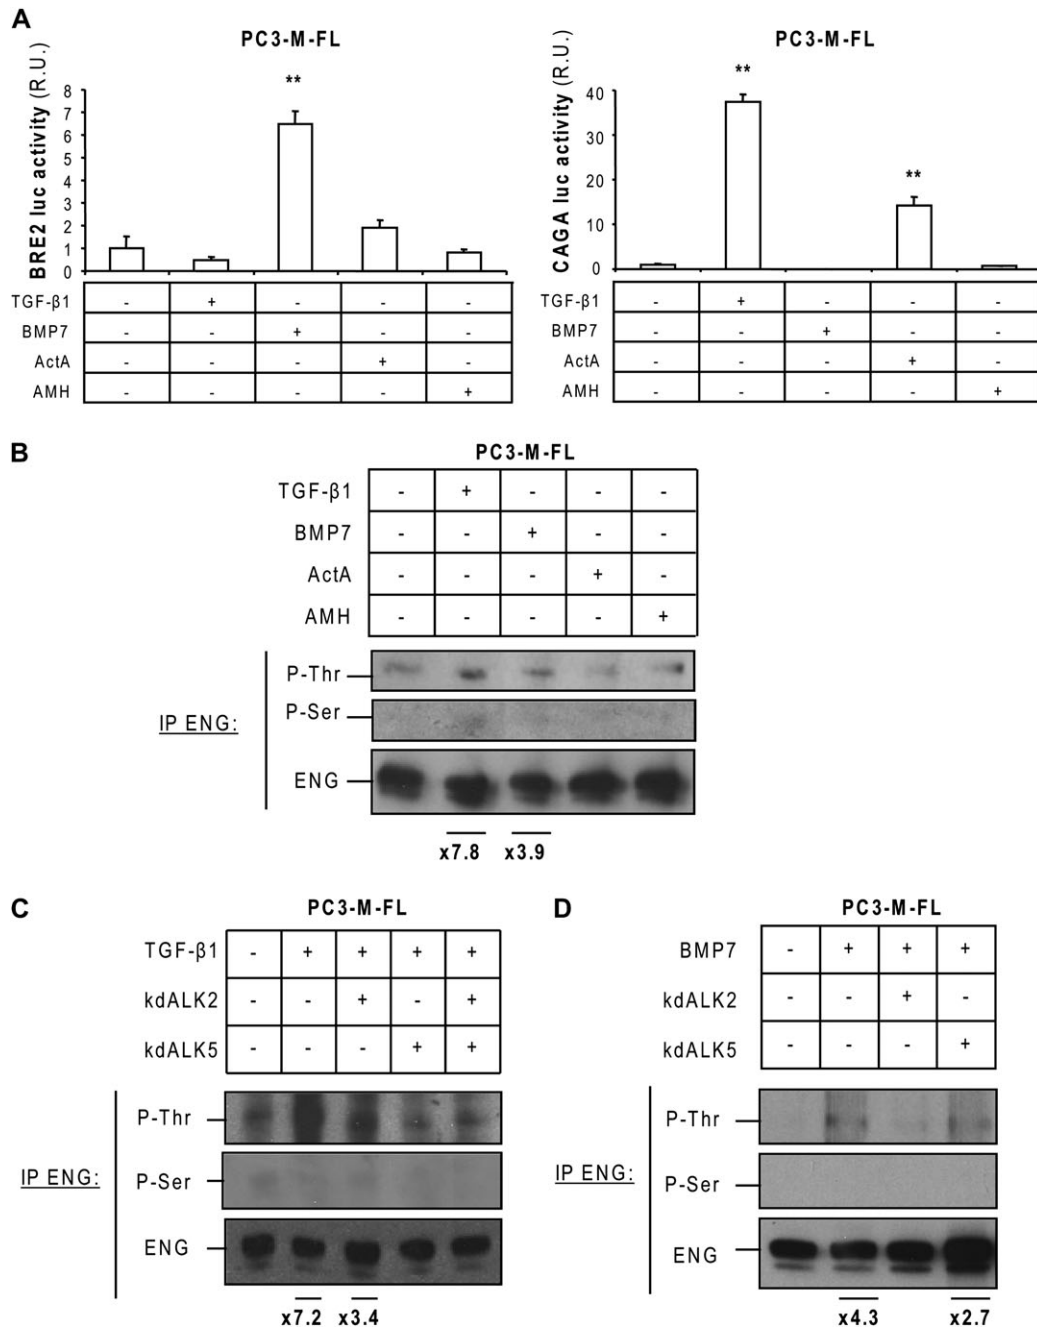 A
PC3-M-FL
BRE2 luc activity (R.U.)
**
8
7
6
5
4
3
2
1
0
TGF-β1 - + - - -
BMP7 - - + - -
ActA - - - + -
AMH - - - - +
PC3-M-FL
CAGA luc activity (R.U.)
**
**
40
30
20
10
0
TGF-β1 - + - - -
BMP7 - - - + -
ActA - - - + -
AMH - - - - +
B
PC3-M-FL
TGF-β1 - + - - -
BMP7 - - + - -
ActA - - - + -
AMH - - - - +
IP ENG:
P-Thr
P-Ser
ENG
x7.8 x3.9
C
PC3-M-FL
TGF-β1 - + + + +
kdALK2 - - + - +
kdALK5 - - - + +
IP ENG:
P-Thr
P-Ser
ENG
x7.2 x3.4
D
PC3-M-FL
BMP7 - + + +
kdALK2 - - + -
kdALK5 - - - +
IP ENG:
P-Thr
P-Ser
ENG
x4.3 x2.7